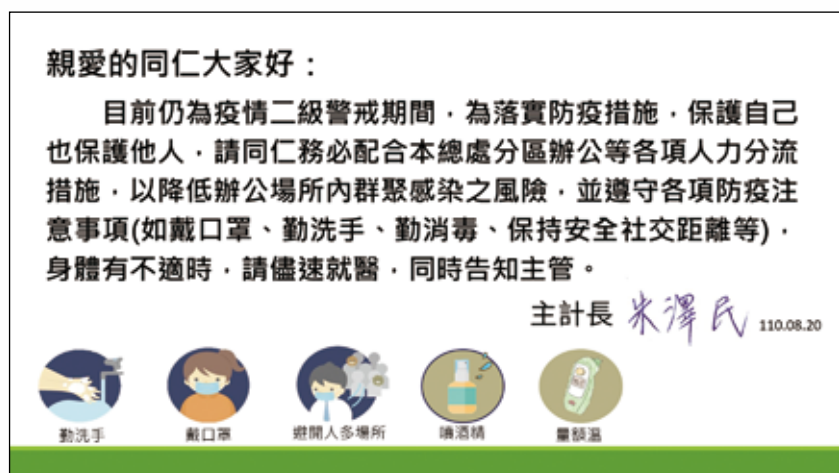 親愛的同仁大家好：
目前仍為疫情二級警戒期間，為落實防疫措施，保護自己
也保護他人，請同仁務必配合本總處分區辦公等各項人力分流
措施，以降低辦公場所內群聚感染之風險，並遵守各項防疫注
意事項(如戴口罩、勤洗手、勤消毒、保持安全社交距離等)，
身體有不適時，請儘速就醫，同時告知主管。
主計長 朱澤民 110.08.20
勤洗手 戴口罩 避開人多場所 噴酒精 量額溫